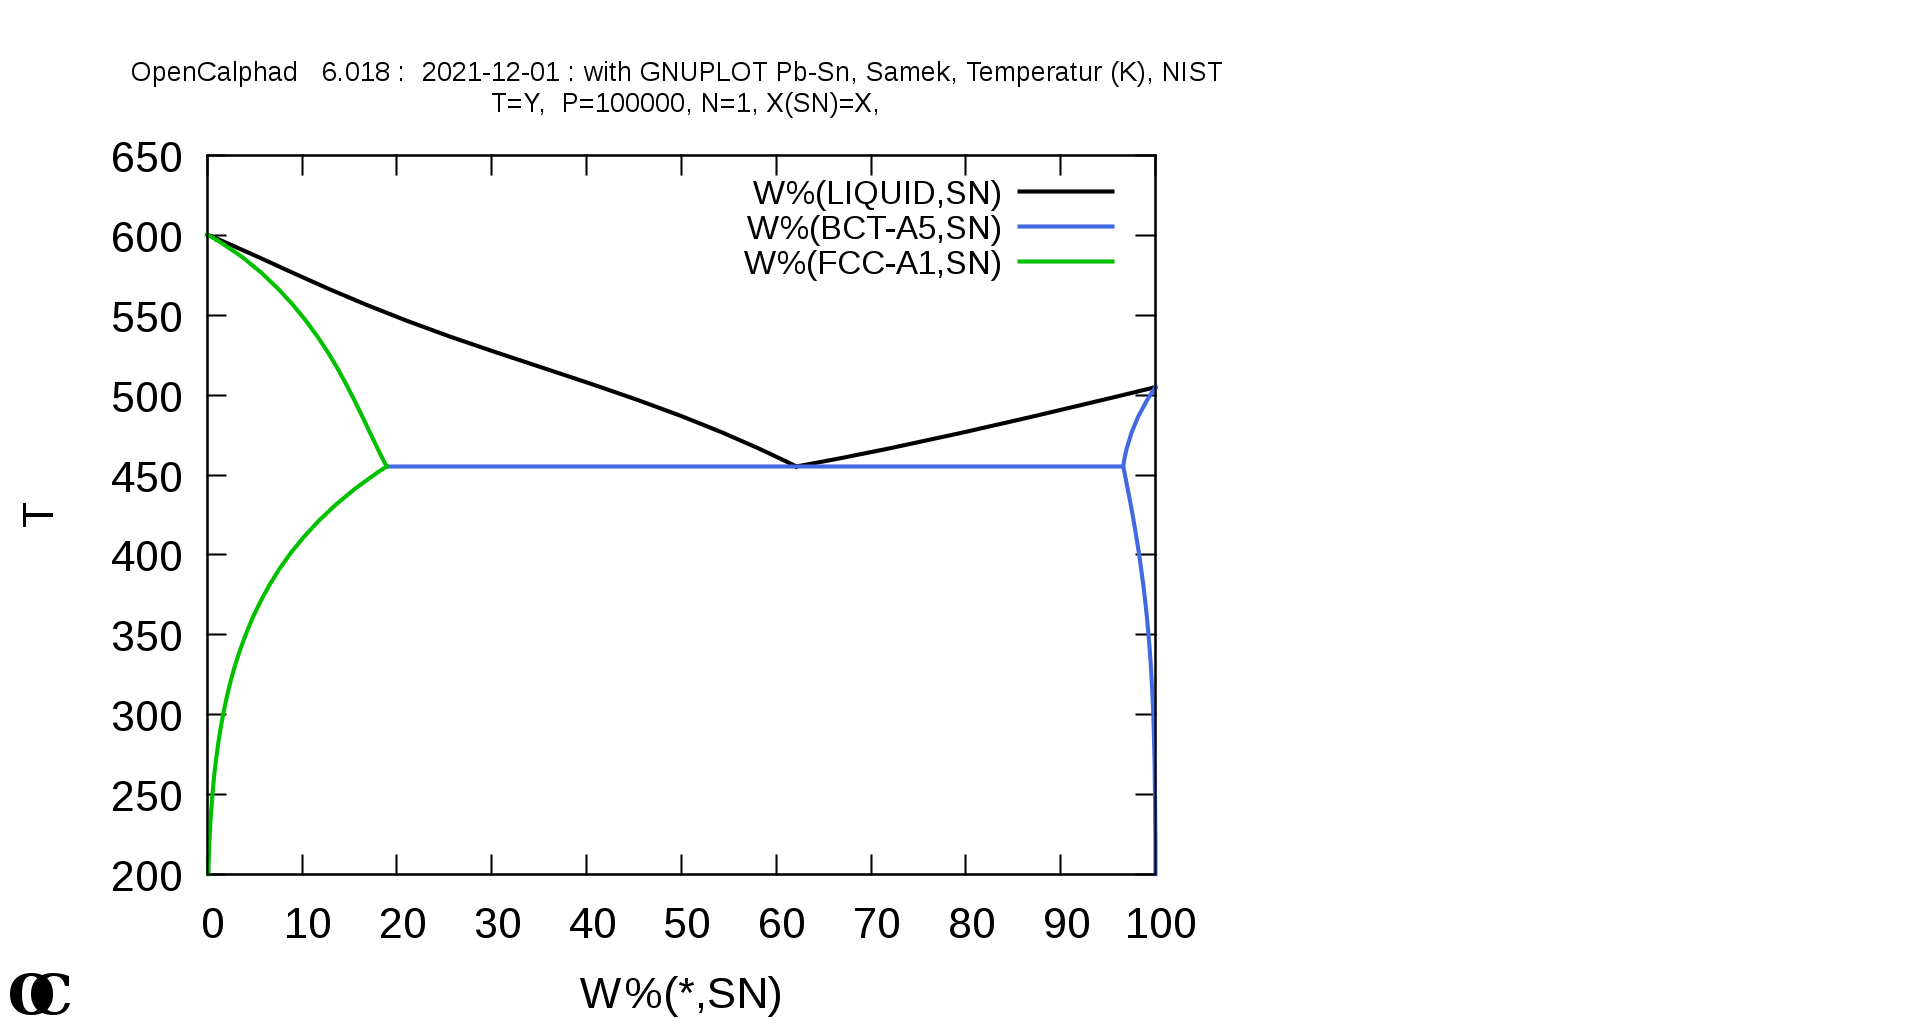 OpenCalphad 6.018 : 2021-12-01 : with GNUPLOT Pb-Sn, Samek, Temperatur (K), NIST
T=Y, P=100000, N=1, X(SN)=X,
650
600
550
500
450
400
350
300
250
200
W%(LIQUID,SN)
W%(BCT-A5,SN)
W%(FCC-A1,SN)
T
0 10 20 30 40 50 60 70 80 90 100
W%(*,SN)
OC